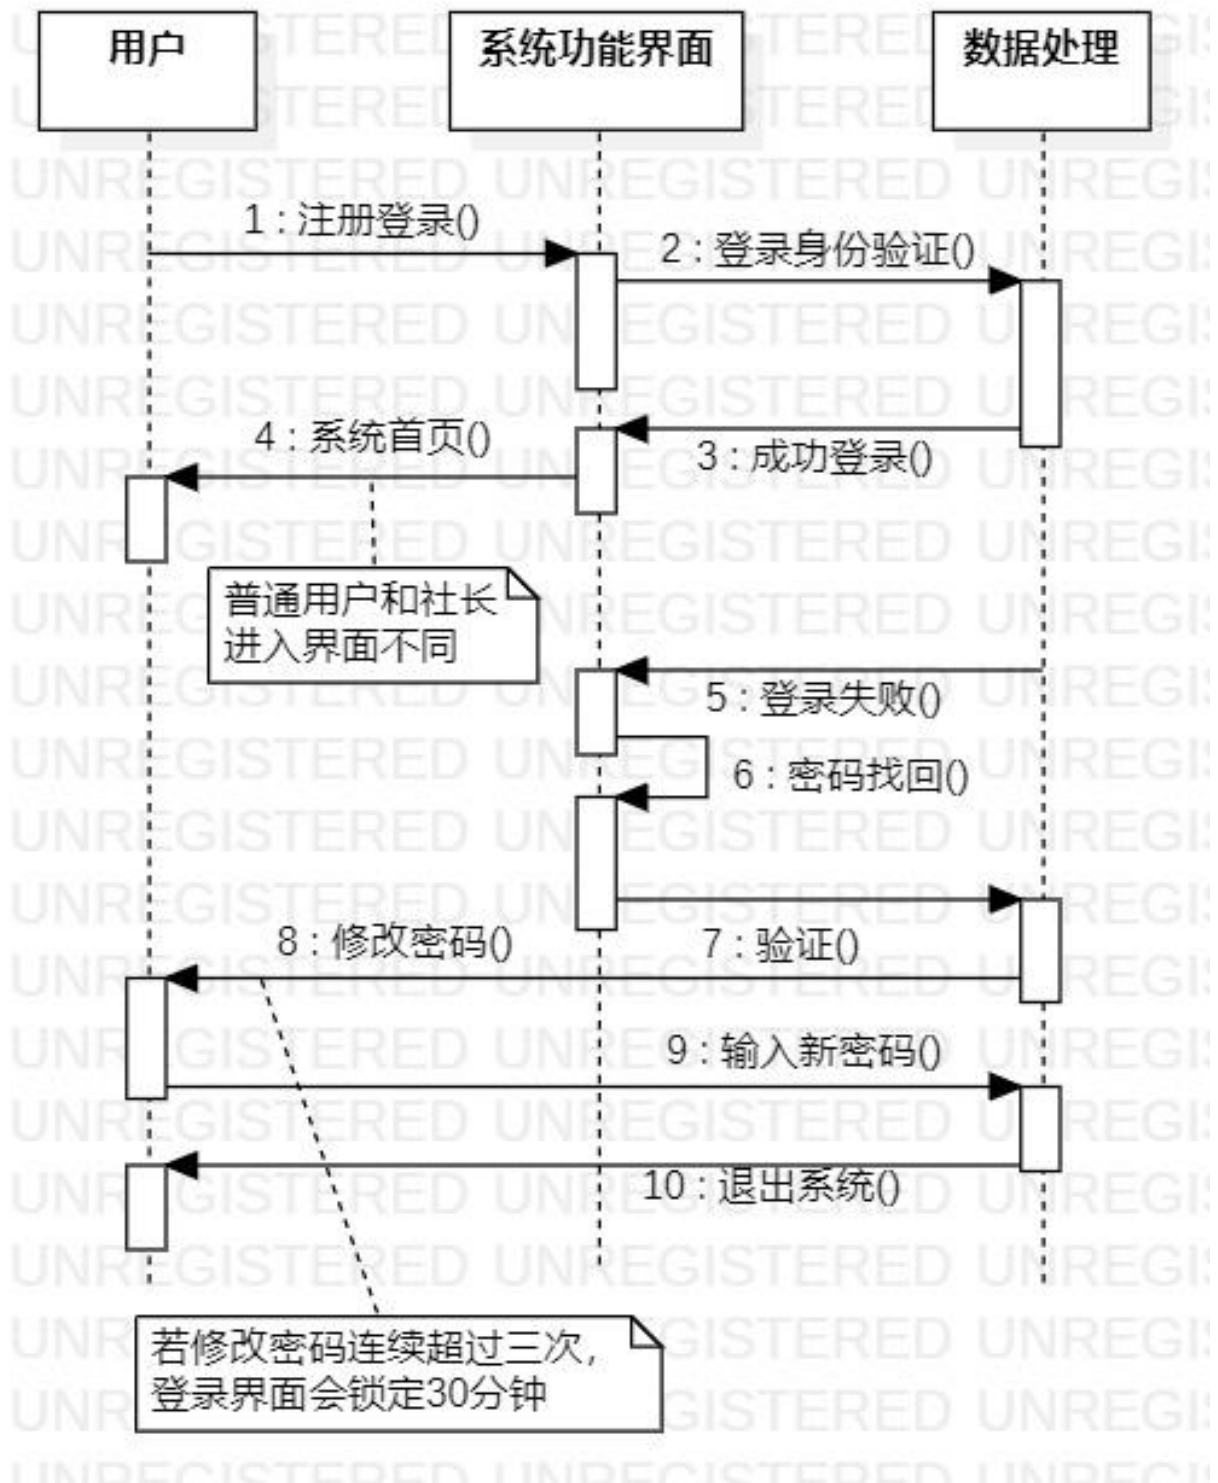 用户
系统功能界面
数据处理
1 : 注册登录()
2 : 登录身份验证()
3 : 成功登录()
4 : 系统首页()
普通用户和社长
进入界面不同
5 : 登录失败()
6 : 密码找回()
7 : 验证()
8 : 修改密码()
9 : 输入新密码()
10 : 退出系统()
若修改密码连续超过三次，
登录界面会锁定30分钟
UNREGISTERED